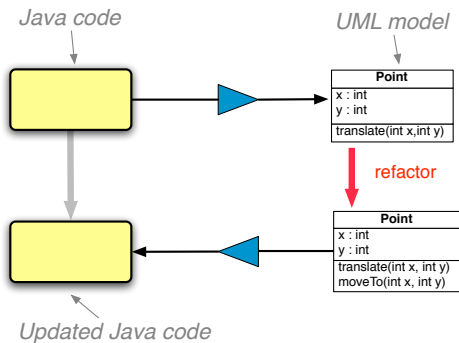 Java code
UML model
Point
x : int
y : int
translate(int x,int y)
refactor
Point
x : int
y : int
translate(int x, int y)
moveTo(int x, int y)
Updated Java code